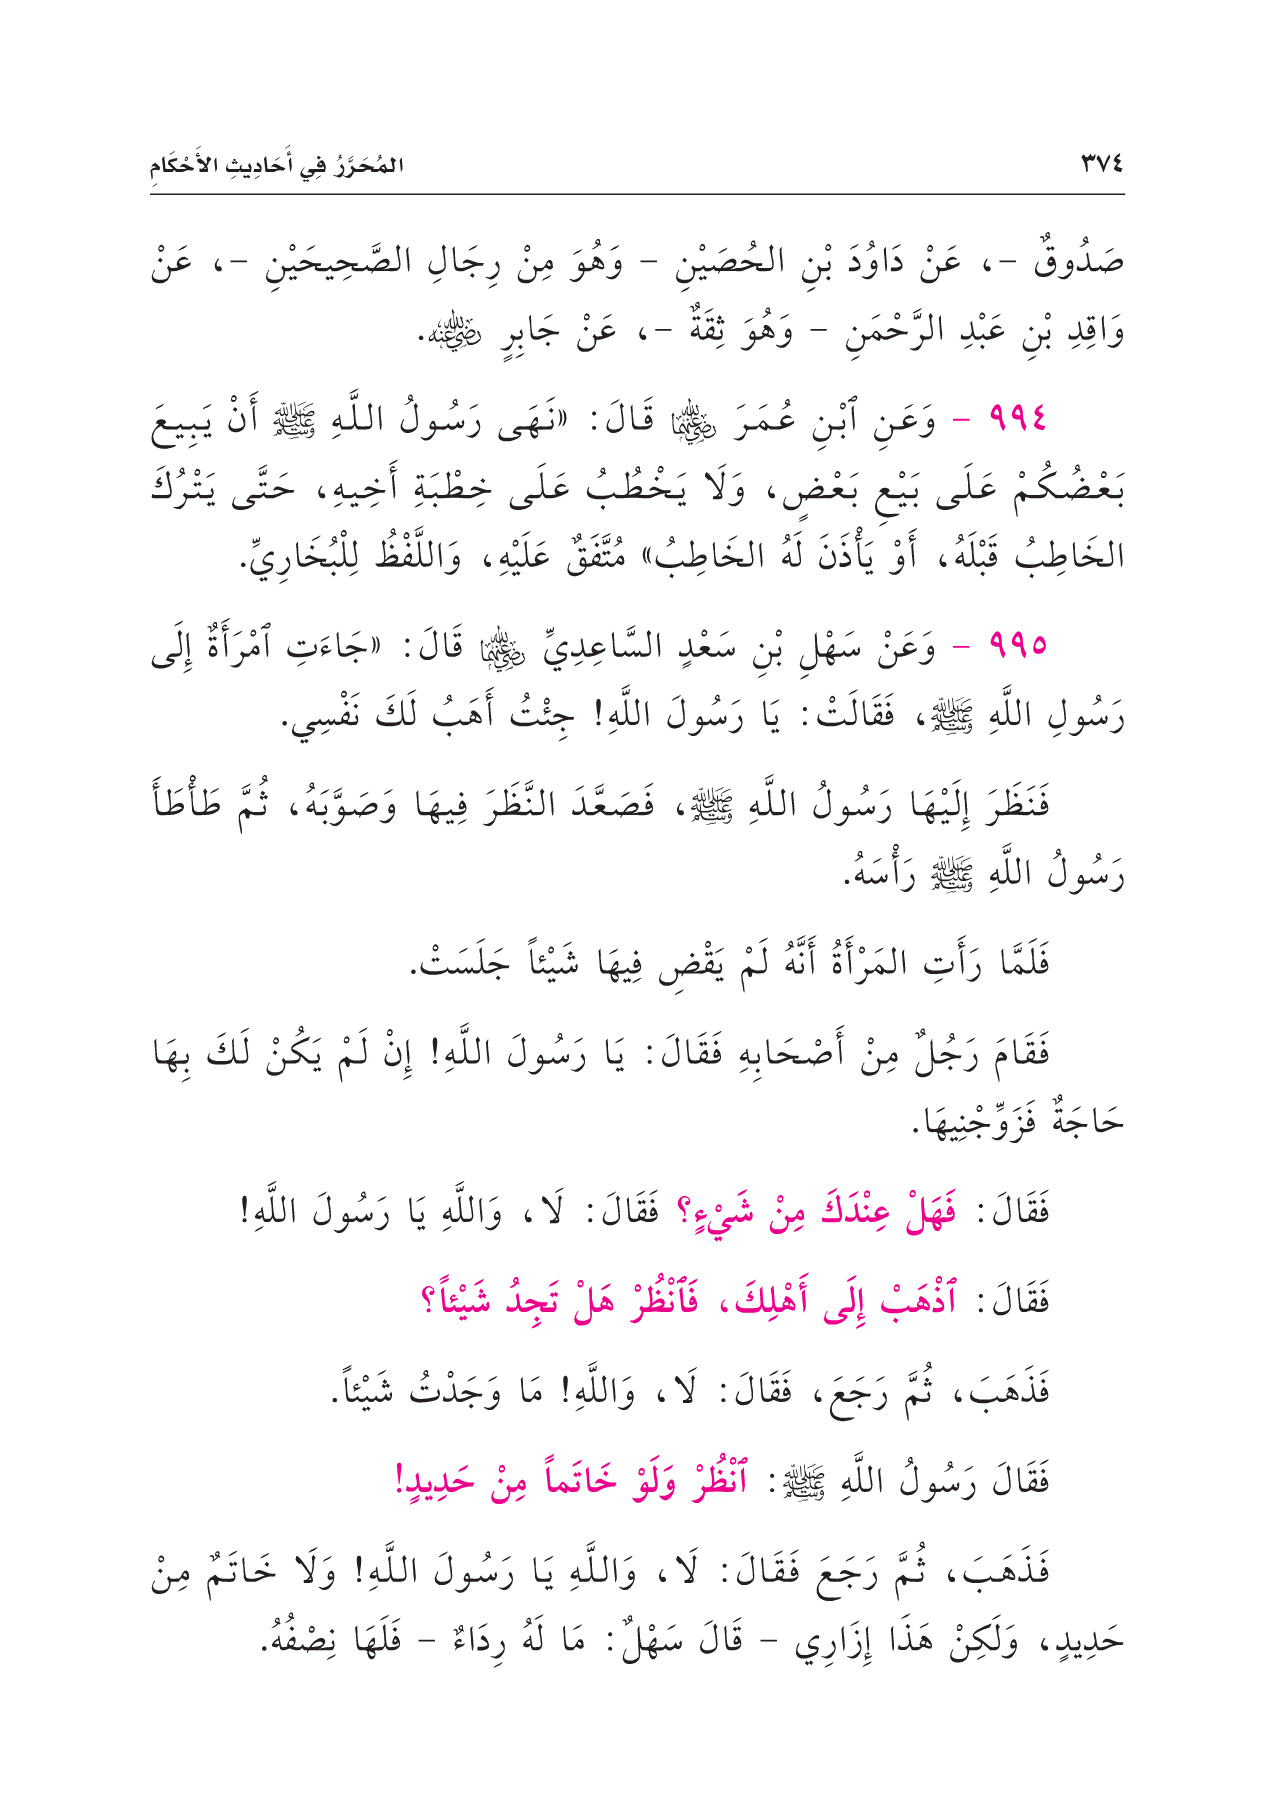 ٣٧٤
المُحَرَّرُ فِي أَحَادِيثِ الأَحْكَامِ
صَدُوقٌ -، عَنْ دَاوُدَ بْنِ الحُصَيْنِ - وَهُوَ مِنْ رِجَالِ الصَّحِيحَيْنِ -، عَنْ
وَاقِدِ بْنِ عَبْدِ الرَّحْمَنِ - وَهُوَ ثِقَةٌ -، عَنْ جَابِرٍ رضي الله عنه.
٩٩٤ - وَعَنِ ٱبْنِ عُمَرَ رضي الله عنهما قَالَ: «نَهَى رَسُولُ اللَّهِ ﷺ أَنْ يَبِيعَ
بَعْضُكُمْ عَلَى بَيْعِ بَعْضٍ، وَلَا يَخْطُبُ عَلَى خِطْبَةِ أَخِيهِ، حَتَّى يَتْرُكَ
الخَاطِبُ قَبْلَهُ، أَوْ يَأْذَنَ لَهُ الخَاطِبُ» مُتَّفَقٌ عَلَيْهِ، وَاللَّفْظُ لِلْبُخَارِيِّ.
٩٩٥ - وَعَنْ سَهْلِ بْنِ سَعْدٍ السَّاعِدِيِّ رضي الله عنهما قَالَ: «جَاءَتِ ٱمْرَأَةٌ إِلَى
رَسُولِ اللَّهِ ﷺ، فَقَالَتْ: يَا رَسُولَ اللَّهِ! جِئْتُ أَهَبُ لَكَ نَفْسِي.
فَنَظَرَ إِلَيْهَا رَسُولُ اللَّهِ ﷺ، فَصَعَّدَ النَّظَرَ فِيهَا وَصَوَّبَهُ، ثُمَّ طَأْطَأَ
رَسُولُ اللَّهِ ﷺ رَأْسَهُ.
فَلَمَّا رَأَتِ المَرْأَةُ أَنَّهُ لَمْ يَقْضِ فِيهَا شَيْئاً جَلَسَتْ.
فَقَامَ رَجُلٌ مِنْ أَصْحَابِهِ فَقَالَ: يَا رَسُولَ اللَّهِ! إِنْ لَمْ يَكُنْ لَكَ بِهَا
حَاجَةٌ فَزَوِّجْنِيهَا.
فَقَالَ: فَهَلْ عِنْدَكَ مِنْ شَيْءٍ؟ فَقَالَ: لَا، وَاللَّهِ يَا رَسُولَ اللَّهِ!
فَقَالَ: ٱذْهَبْ إِلَى أَهْلِكَ، فَٱنْظُرْ هَلْ تَجِدُ شَيْئاً؟
فَذَهَبَ، ثُمَّ رَجَعَ، فَقَالَ: لَا، وَاللَّهِ! مَا وَجَدْتُ شَيْئاً.
فَقَالَ رَسُولُ اللَّهِ ﷺ: ٱنْظُرْ وَلَوْ خَاتَماً مِنْ حَدِيدٍ!
فَذَهَبَ، ثُمَّ رَجَعَ فَقَالَ: لَا، وَاللَّهِ يَا رَسُولَ اللَّهِ! وَلَا خَاتَمٌ مِنْ
حَدِيدٍ، وَلَكِنْ هَذَا إِزَارِي - قَالَ سَهْلٌ: مَا لَهُ رِدَاءٌ - فَلَهَا نِصْفُهُ.